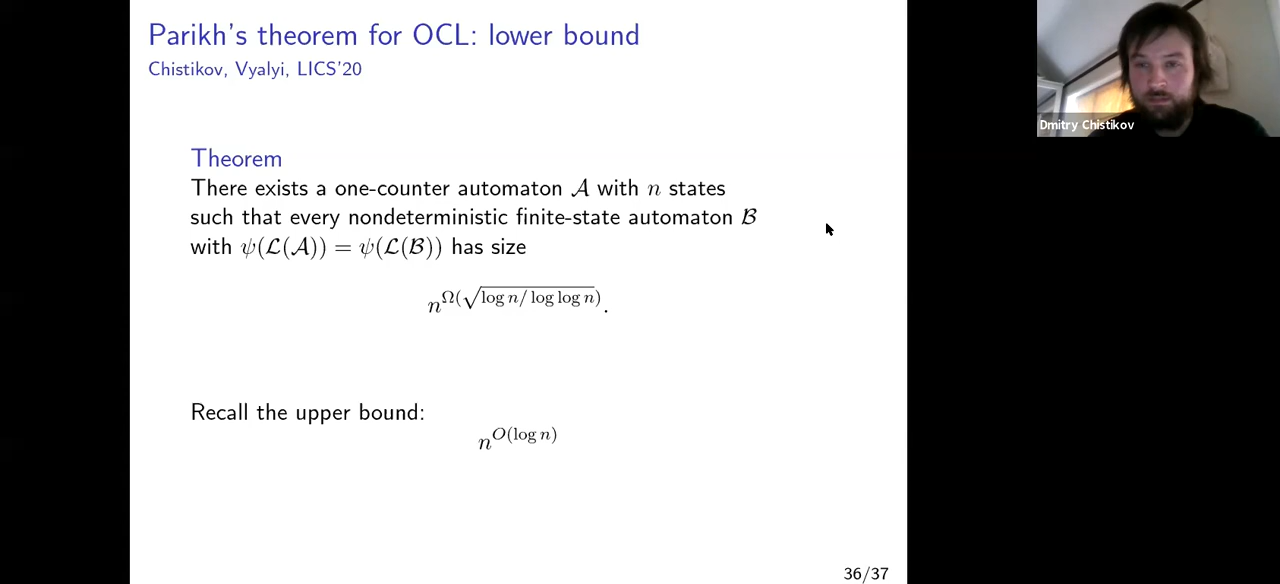 Parikh's theorem for OCL: lower bound
Chistikov, Vyalyi, LICS'20
Dmitry Chistikov
Theorem
There exists a one-counter automaton 𝒜 with n states
such that every nondeterministic finite-state automaton ℬ
with ψ(ℒ(𝒜)) = ψ(ℒ(ℬ)) has size
n^{Ω(√(log n/ log log n))}.
Recall the upper bound:
n^{O(log n)}
36/37